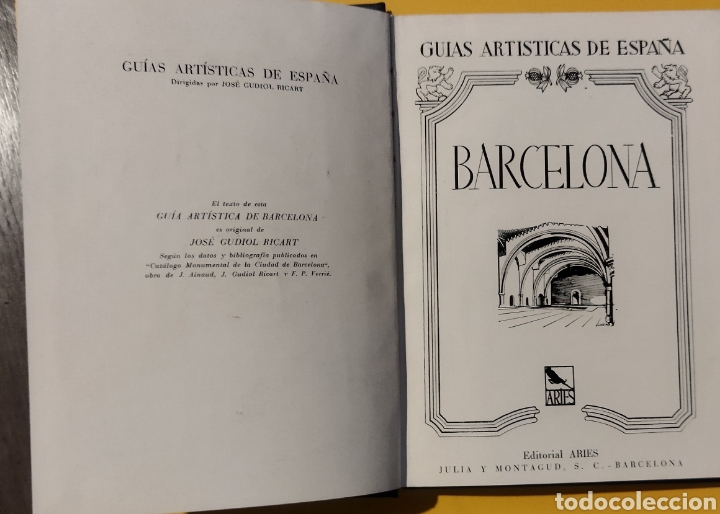 GUÍAS ARTÍSTICAS DE ESPAÑA
Dirigidas por JOSÉ GUDIOL RICART
El texto de esta
GUÍA ARTÍSTICA DE BARCELONA
es original de
JOSÉ GUDIOL RICART
Según los datos y bibliografía publicados en
"Catálogo Monumental de la Ciudad de Barcelona",
obra de J. Ainaud, J. Gudiol Ricart y F. P. Verrié.
GUIAS ARTISTICAS DE ESPAÑA
BARCELONA
ARIES
Editorial ARIES
JULIA Y MONTAGUD, S. C.-BARCELONA
todocoleccion